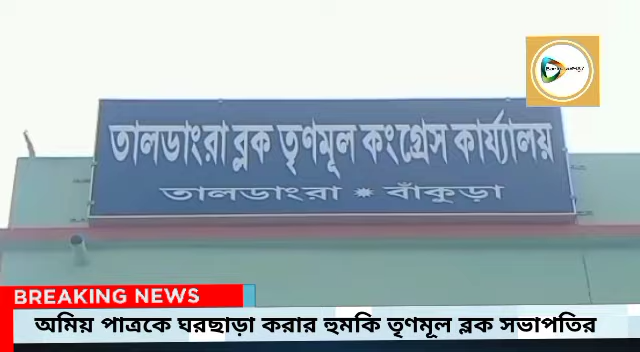 তালডাংরা ব্লক তৃণমূল কংগ্রেস কার্য্যালয়
তালডাংরা ✸ বাঁকুড়া
BREAKING NEWS
অমিয় পাত্রকে ঘরছাড়া করার হুমকি তৃণমূল ব্লক সভাপতির